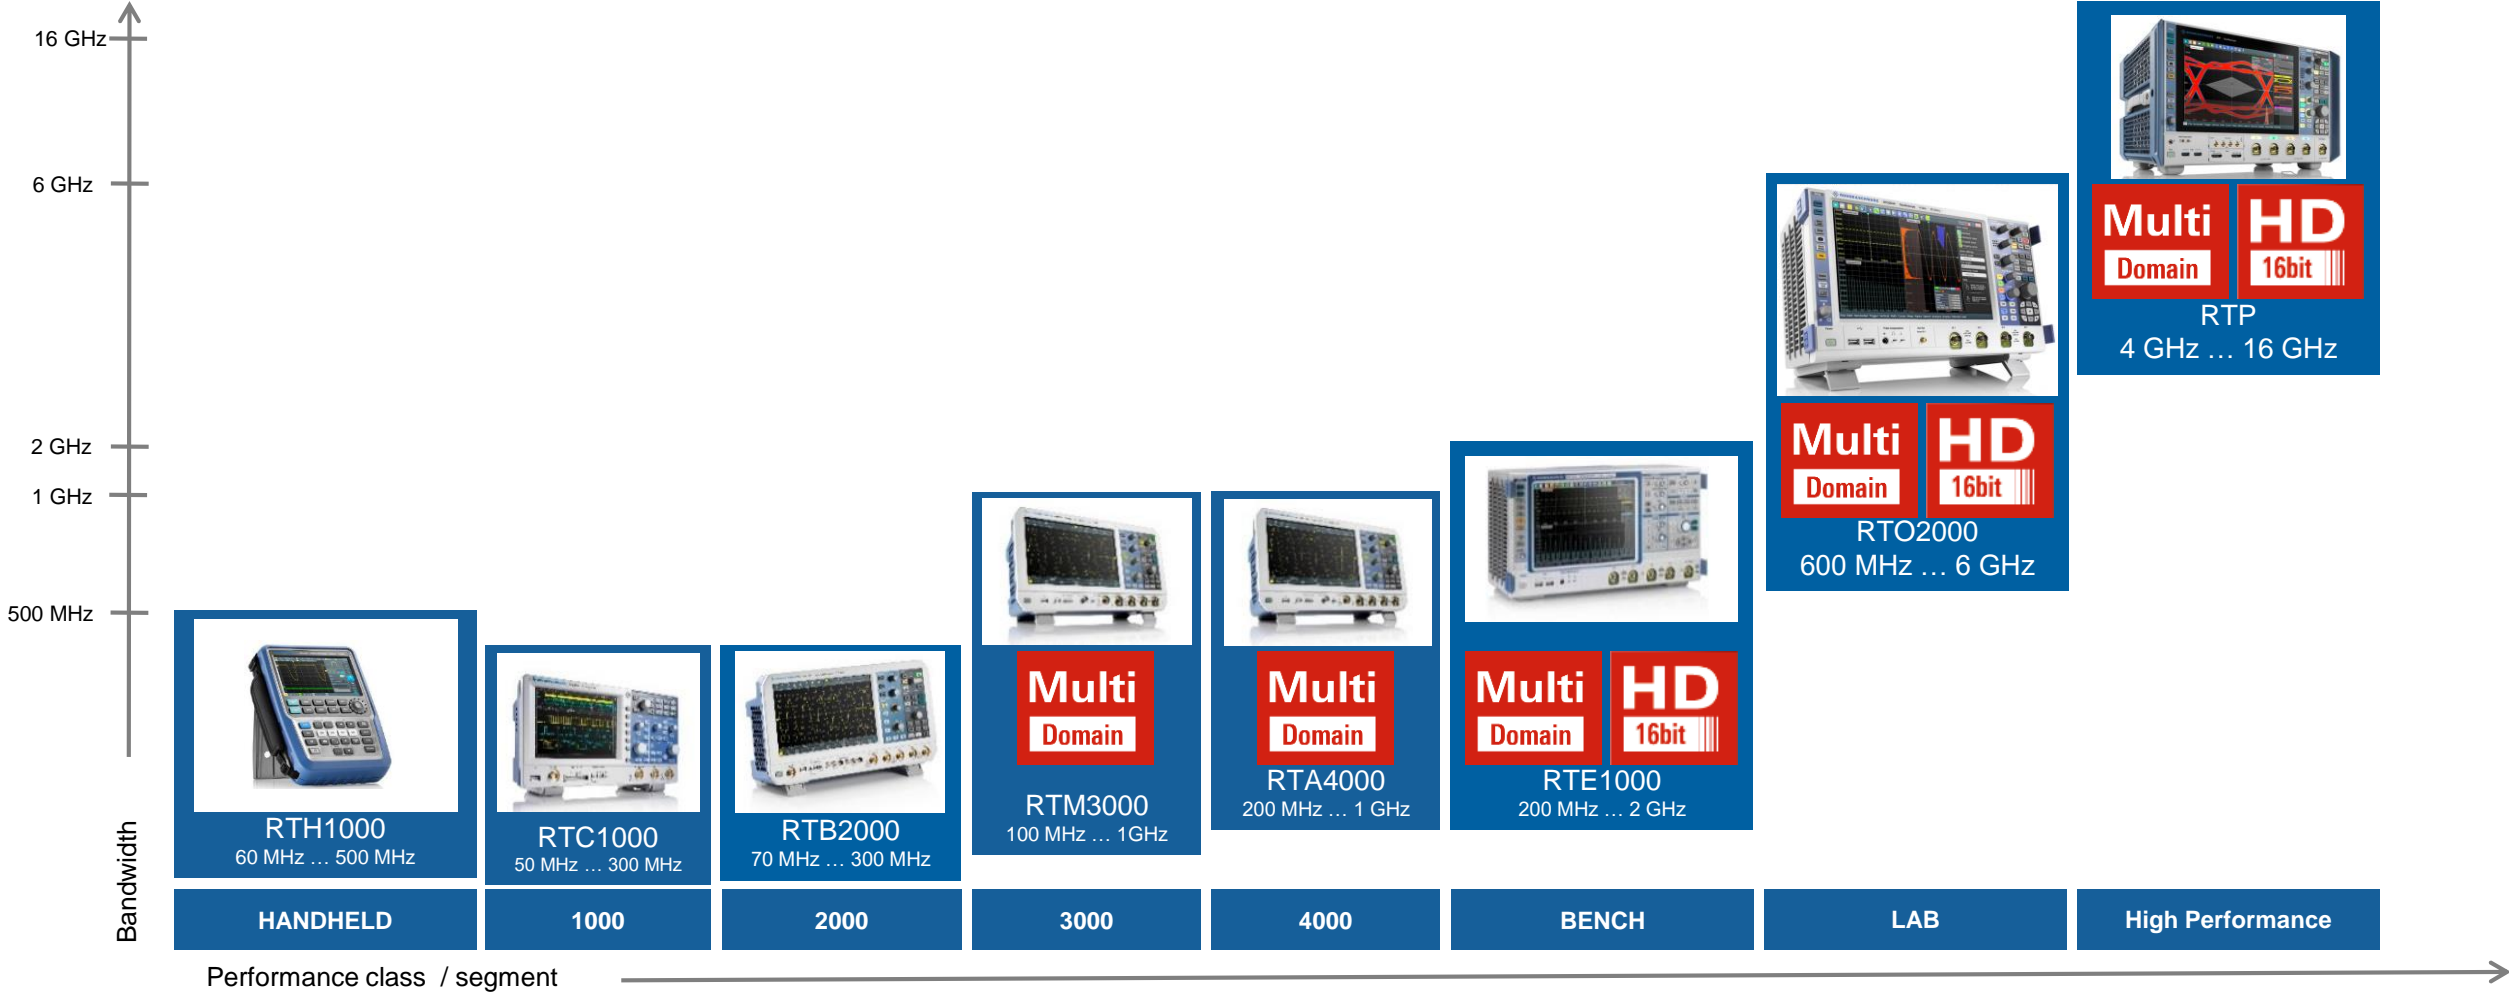 16 GHz
6 GHz
2 GHz
1 GHz
500 MHz
Bandwidth
RTH1000
60 MHz … 500 MHz
HANDHELD
RTC1000
50 MHz … 300 MHz
1000
RTB2000
70 MHz … 300 MHz
2000
Multi
Domain
RTM3000
100 MHz … 1GHz
3000
Multi
Domain
RTA4000
200 MHz … 1 GHz
4000
Multi
Domain
HD
16bit
RTE1000
200 MHz … 2 GHz
BENCH
Multi
Domain
HD
16bit
RTO2000
600 MHz … 6 GHz
LAB
Multi
Domain
HD
16bit
RTP
4 GHz … 16 GHz
High Performance
Performance class / segment